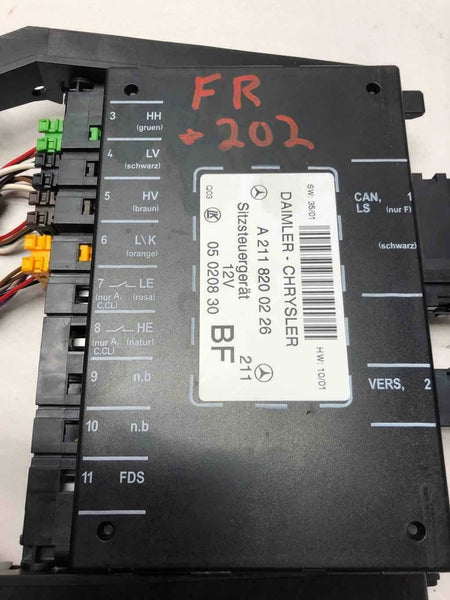 FR
-202
3 HH
(gruen)
4 LV
(schwarz)
5 HV
(braun)
6 L\K
(orange)
7 LE
(nur A, (rosa)
C,CL)
8 HE
(nur A, (natur)
C,CL)
9 n.b
10 n.b
11 FDS
SW: 35/01
HW: 10/01
DAIMLER - CHRYSLER
A 211 820 02 26
Sitzsteuergerät
12V
211
Q03
05 0208 30
BF
CAN, 1
LS (nur F)
(schwarz)
VERS, 2